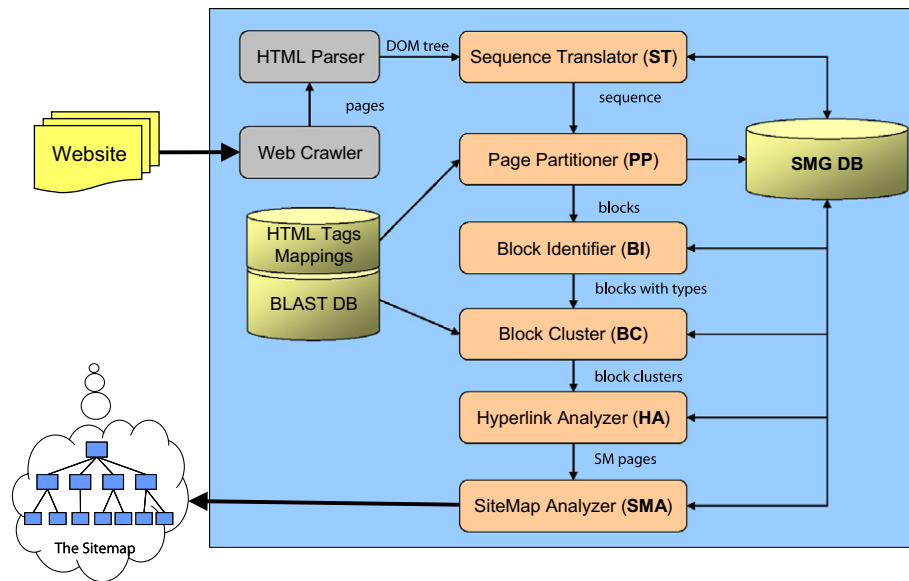 HTML Parser
DOM tree
Sequence Translator (ST)
pages
sequence
Website
Web Crawler
Page Partitioner (PP)
SMG DB
blocks
HTML Tags
Mappings
Block Identifier (BI)
blocks with types
BLAST DB
Block Cluster (BC)
block clusters
Hyperlink Analyzer (HA)
SM pages
SiteMap Analyzer (SMA)
The Sitemap